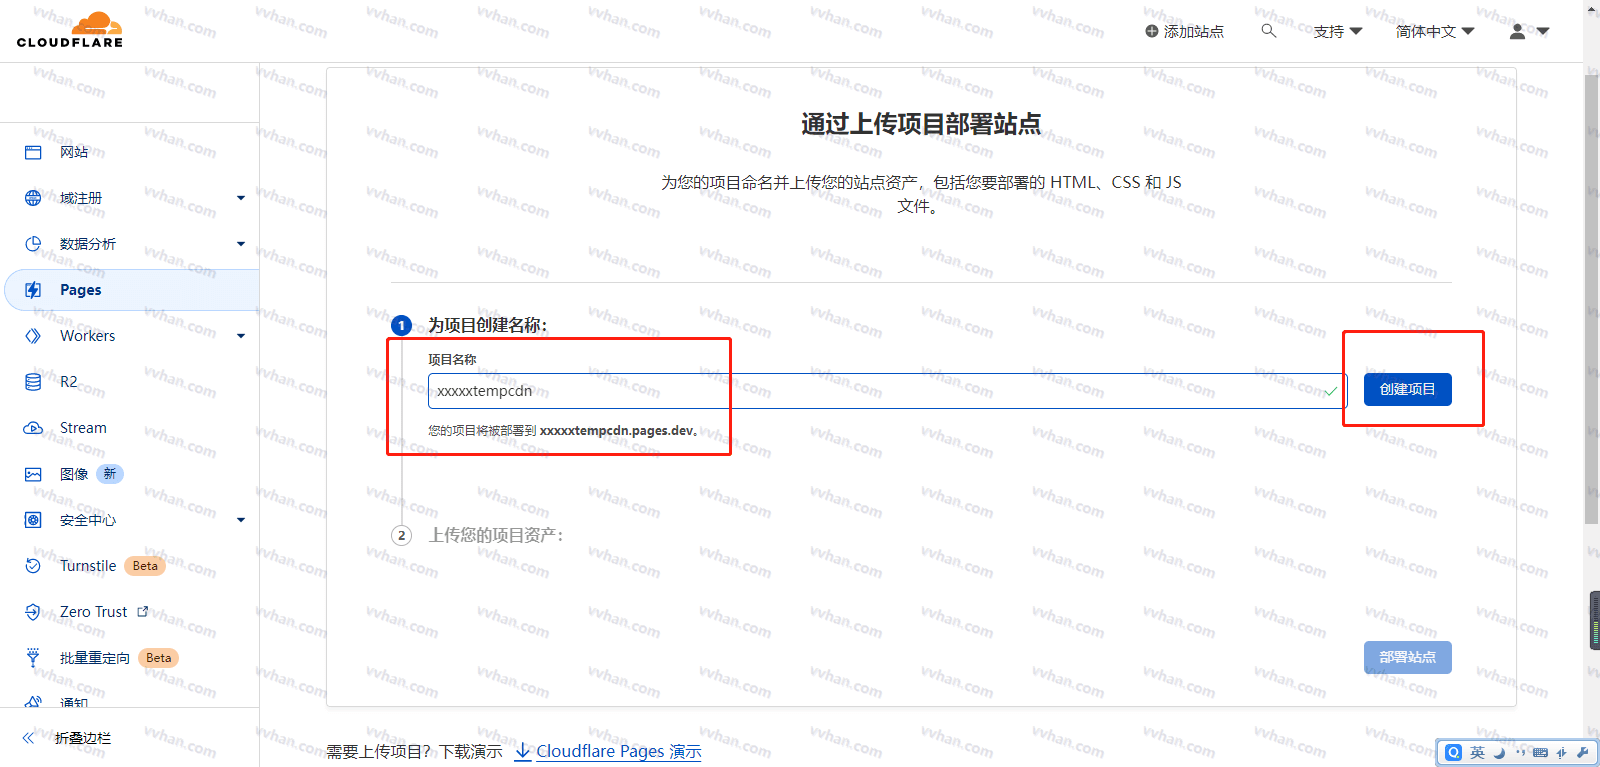 CLOUDFLARE
添加站点
支持
简体中文
网站
域注册
数据分析
Pages
Workers
R2
Stream
图像 新
安全中心
Turnstile Beta
Zero Trust
批量重定向 Beta
通知
折叠边栏
通过上传项目部署站点
为您的项目命名并上传您的站点资产，包括您要部署的 HTML、CSS 和 JS
文件。
1 为项目创建名称：
项目名称
xxxxxtempcdn
创建项目
您的项目将被部署到 xxxxxtempcdn.pages.dev。
2 上传您的项目资产：
部署站点
需要上传项目？下载演示 Cloudflare Pages 演示
英
vvhan.com